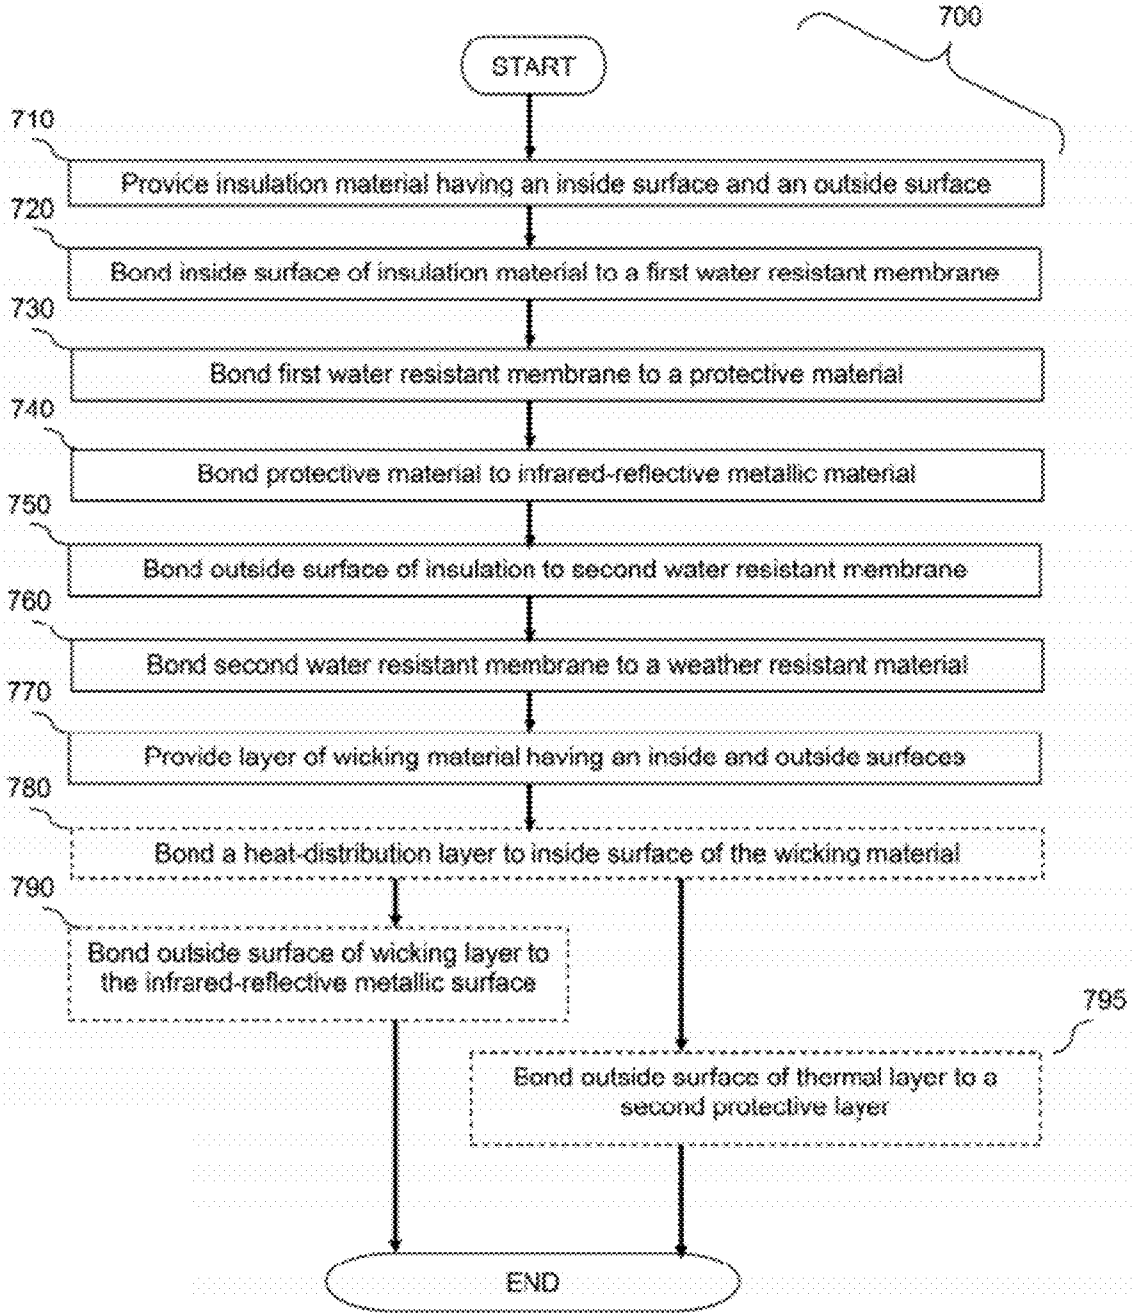 700
START
710
Provice insulation material having an inside surface and an outside surface
720
Bond inside surface of insulation material to a first water resistant membrane
730
Bond first water resistant membrane to a protective material
740
Bond protective material to infrared-reflective metallic material
750
Bond outside surface of insulation to second water resistant membrane
760
Bond second water resistant membrane to a weather resistant material
770
Provide layer of wicking material having an inside and outside surfaces
780
Bond a heat-distribution layer to inside surface of the wicking material
790
Bond outside surface of wicking layer to
the infrared-reflective metallic surface
795
Bond outside surface of thermal layer to a
second protective layer
END